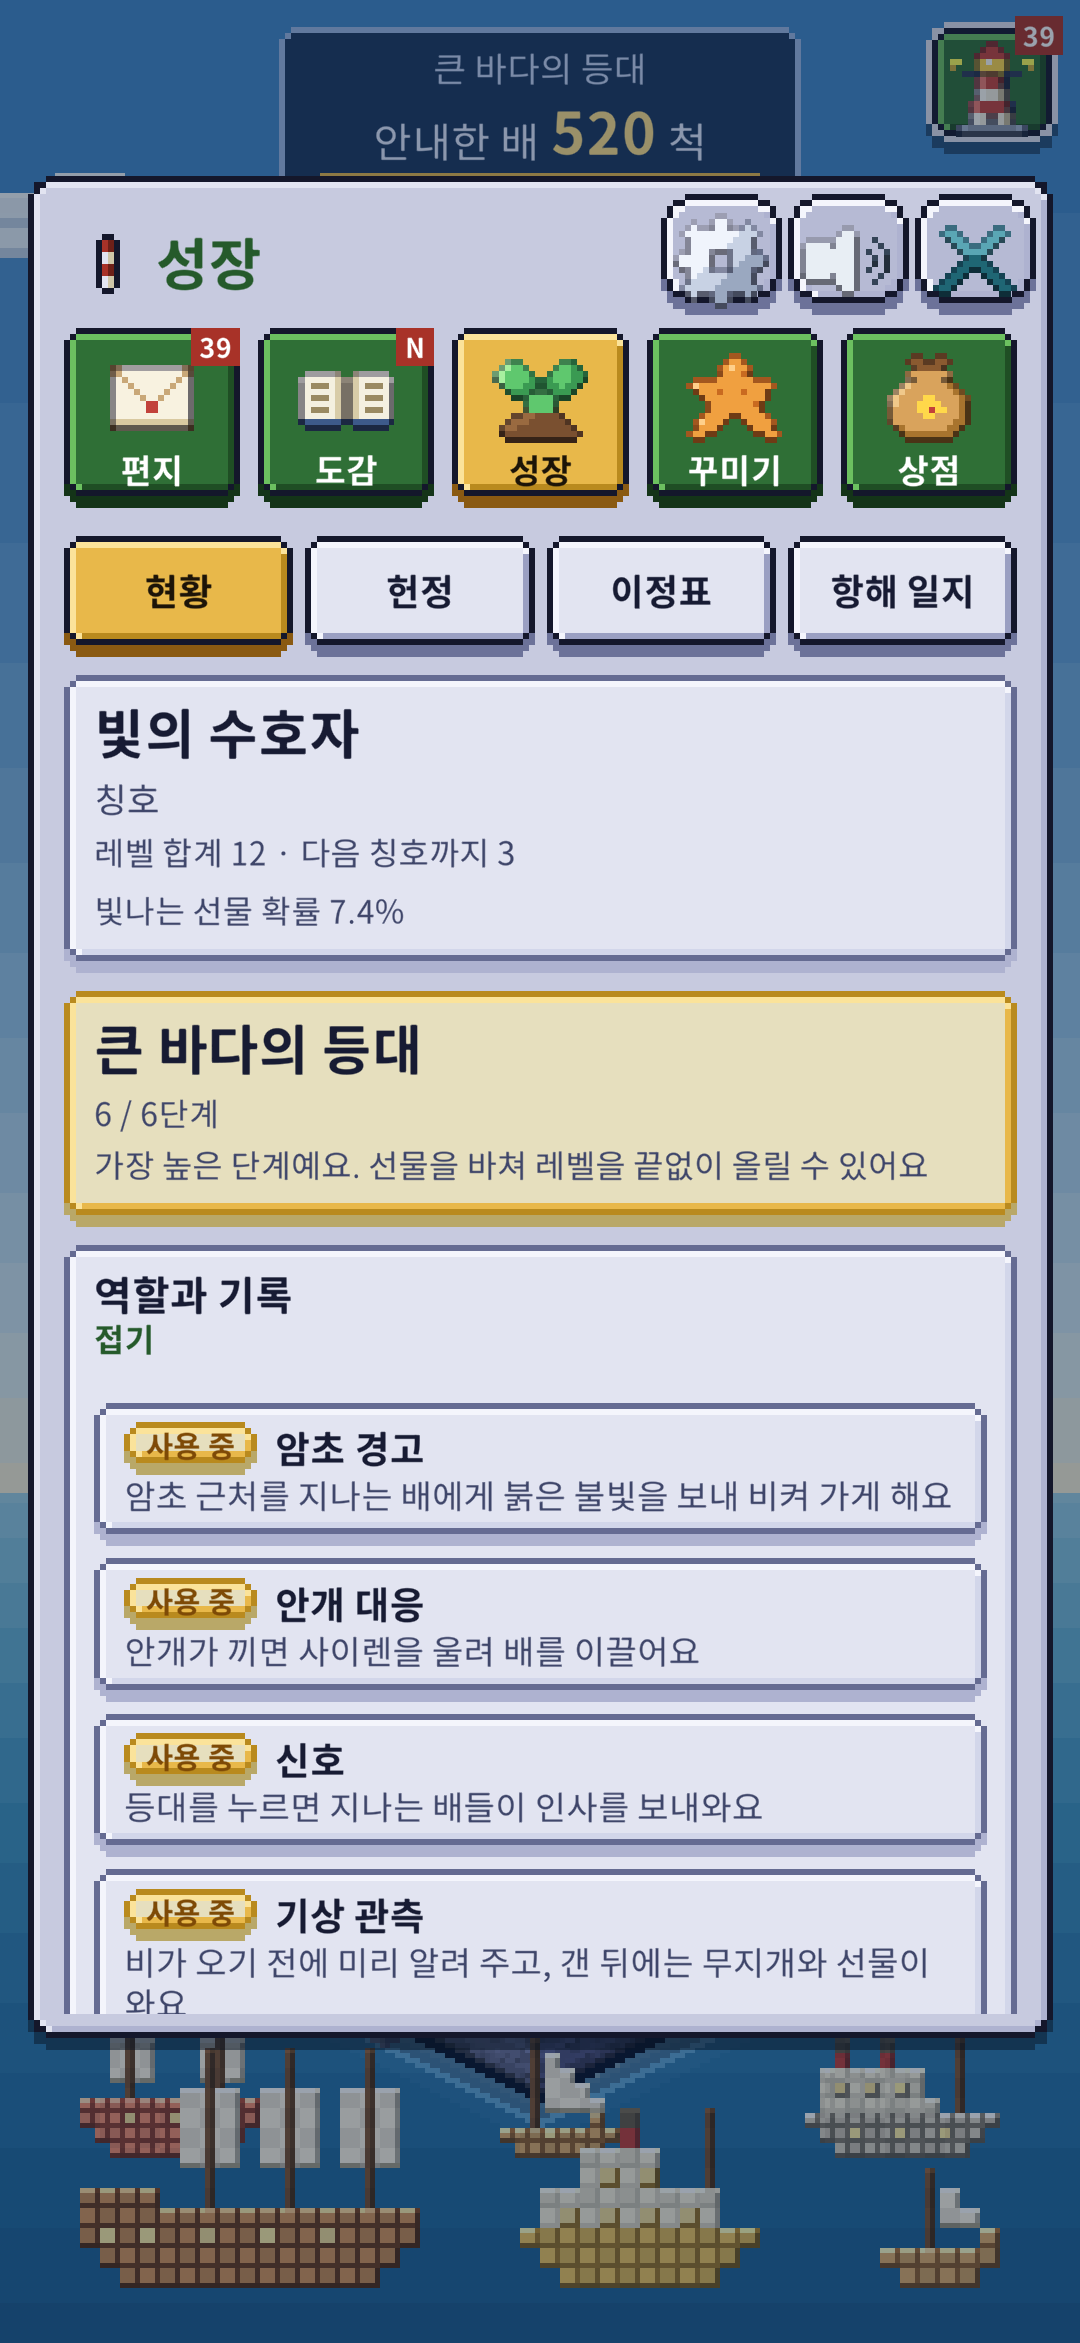 큰 바다의 등대
안내한 배 520 척
39
성장
39
N
편지
도감
성장
꾸미기
상점
현황
헌정
이정표
항해 일지
빛의 수호자
칭호
레벨 합계 12 · 다음 칭호까지 3
빛나는 선물 확률 7.4%
큰 바다의 등대
6 / 6단계
가장 높은 단계예요. 선물을 바쳐 레벨을 끝없이 올릴 수 있어요
역할과 기록
접기
사용 중 암초 경고
암초 근처를 지나는 배에게 붉은 불빛을 보내 비켜 가게 해요
사용 중 안개 대응
안개가 끼면 사이렌을 울려 배를 이끌어요
사용 중 신호
등대를 누르면 지나는 배들이 인사를 보내와요
사용 중 기상 관측
비가 오기 전에 미리 알려 주고, 갠 뒤에는 무지개와 선물이
와요